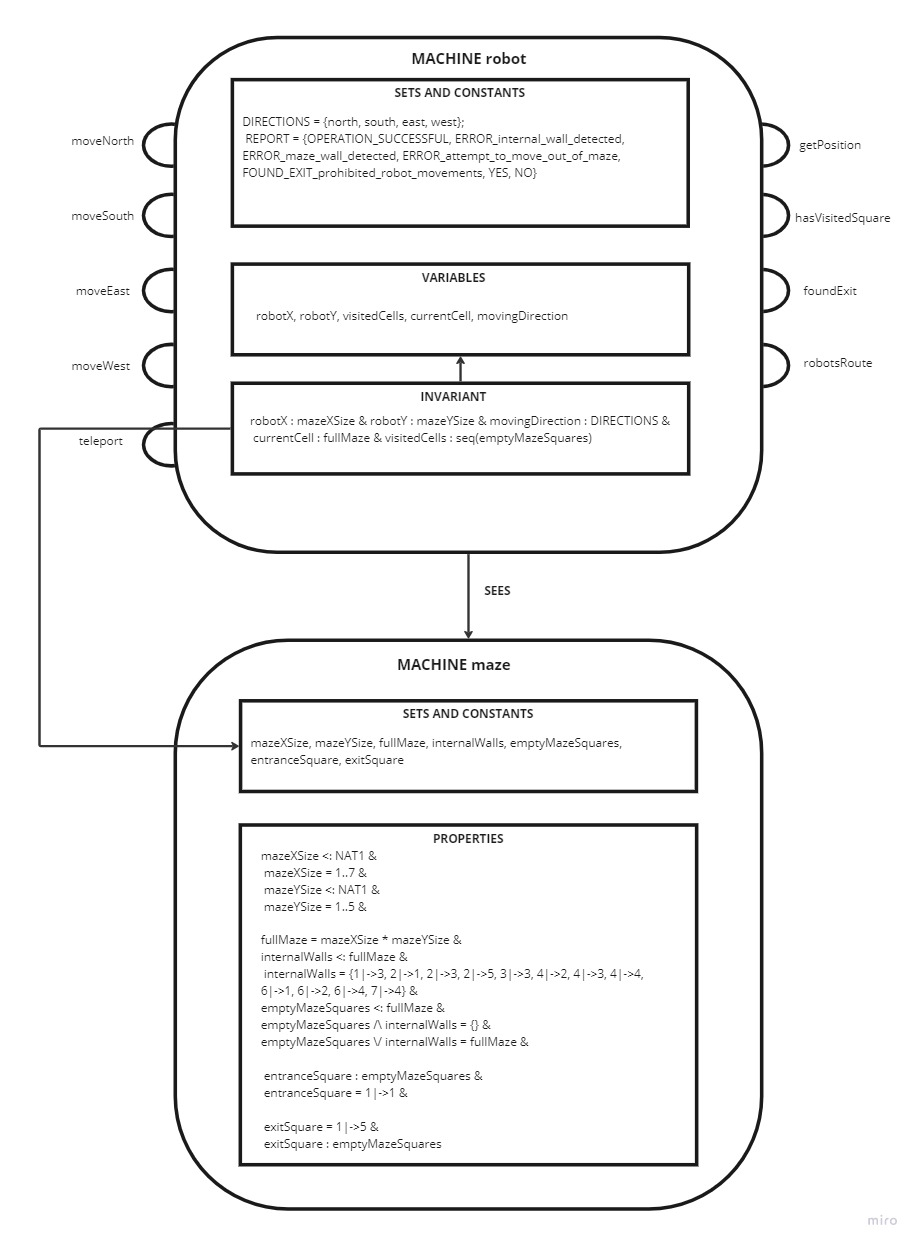 MACHINE robot
SETS AND CONSTANTS
DIRECTIONS = {north, south, east, west};
REPORT = {OPERATION_SUCCESSFUL, ERROR_internal_wall_detected,
ERROR_maze_wall_detected, ERROR_attempt_to_move_out_of_maze,
FOUND_EXIT_prohibited_robot_movements, YES, NO}
moveNorth
moveSouth
moveEast
moveWest
teleport
getPosition
hasVisitedSquare
foundExit
robotsRoute
VARIABLES
robotX, robotY, visitedCells, currentCell, movingDirection
INVARIANT
robotX : mazeXSize & robotY : mazeYSize & movingDirection : DIRECTIONS &
currentCell : fullMaze & visitedCells : seq(emptyMazeSquares)
SEES
MACHINE maze
SETS AND CONSTANTS
mazeXSize, mazeYSize, fullMaze, internalWalls, emptyMazeSquares,
entranceSquare, exitSquare
PROPERTIES
mazeXSize <: NAT1 &
mazeXSize = 1..7 &
mazeYSize <: NAT1 &
mazeYSize = 1..5 &
fullMaze = mazeXSize * mazeYSize &
internalWalls <: fullMaze &
internalWalls = {1|->3, 2|->1, 2|->3, 2|->5, 3|->3, 4|->2, 4|->3, 4|->4,
6|->1, 6|->2, 6|->4, 7|->4} &
emptyMazeSquares <: fullMaze &
emptyMazeSquares /\ internalWalls = {} &
emptyMazeSquares \/ internalWalls = fullMaze &
entranceSquare : emptyMazeSquares &
entranceSquare = 1|->1 &
exitSquare = 1|->5 &
exitSquare : emptyMazeSquares
miro